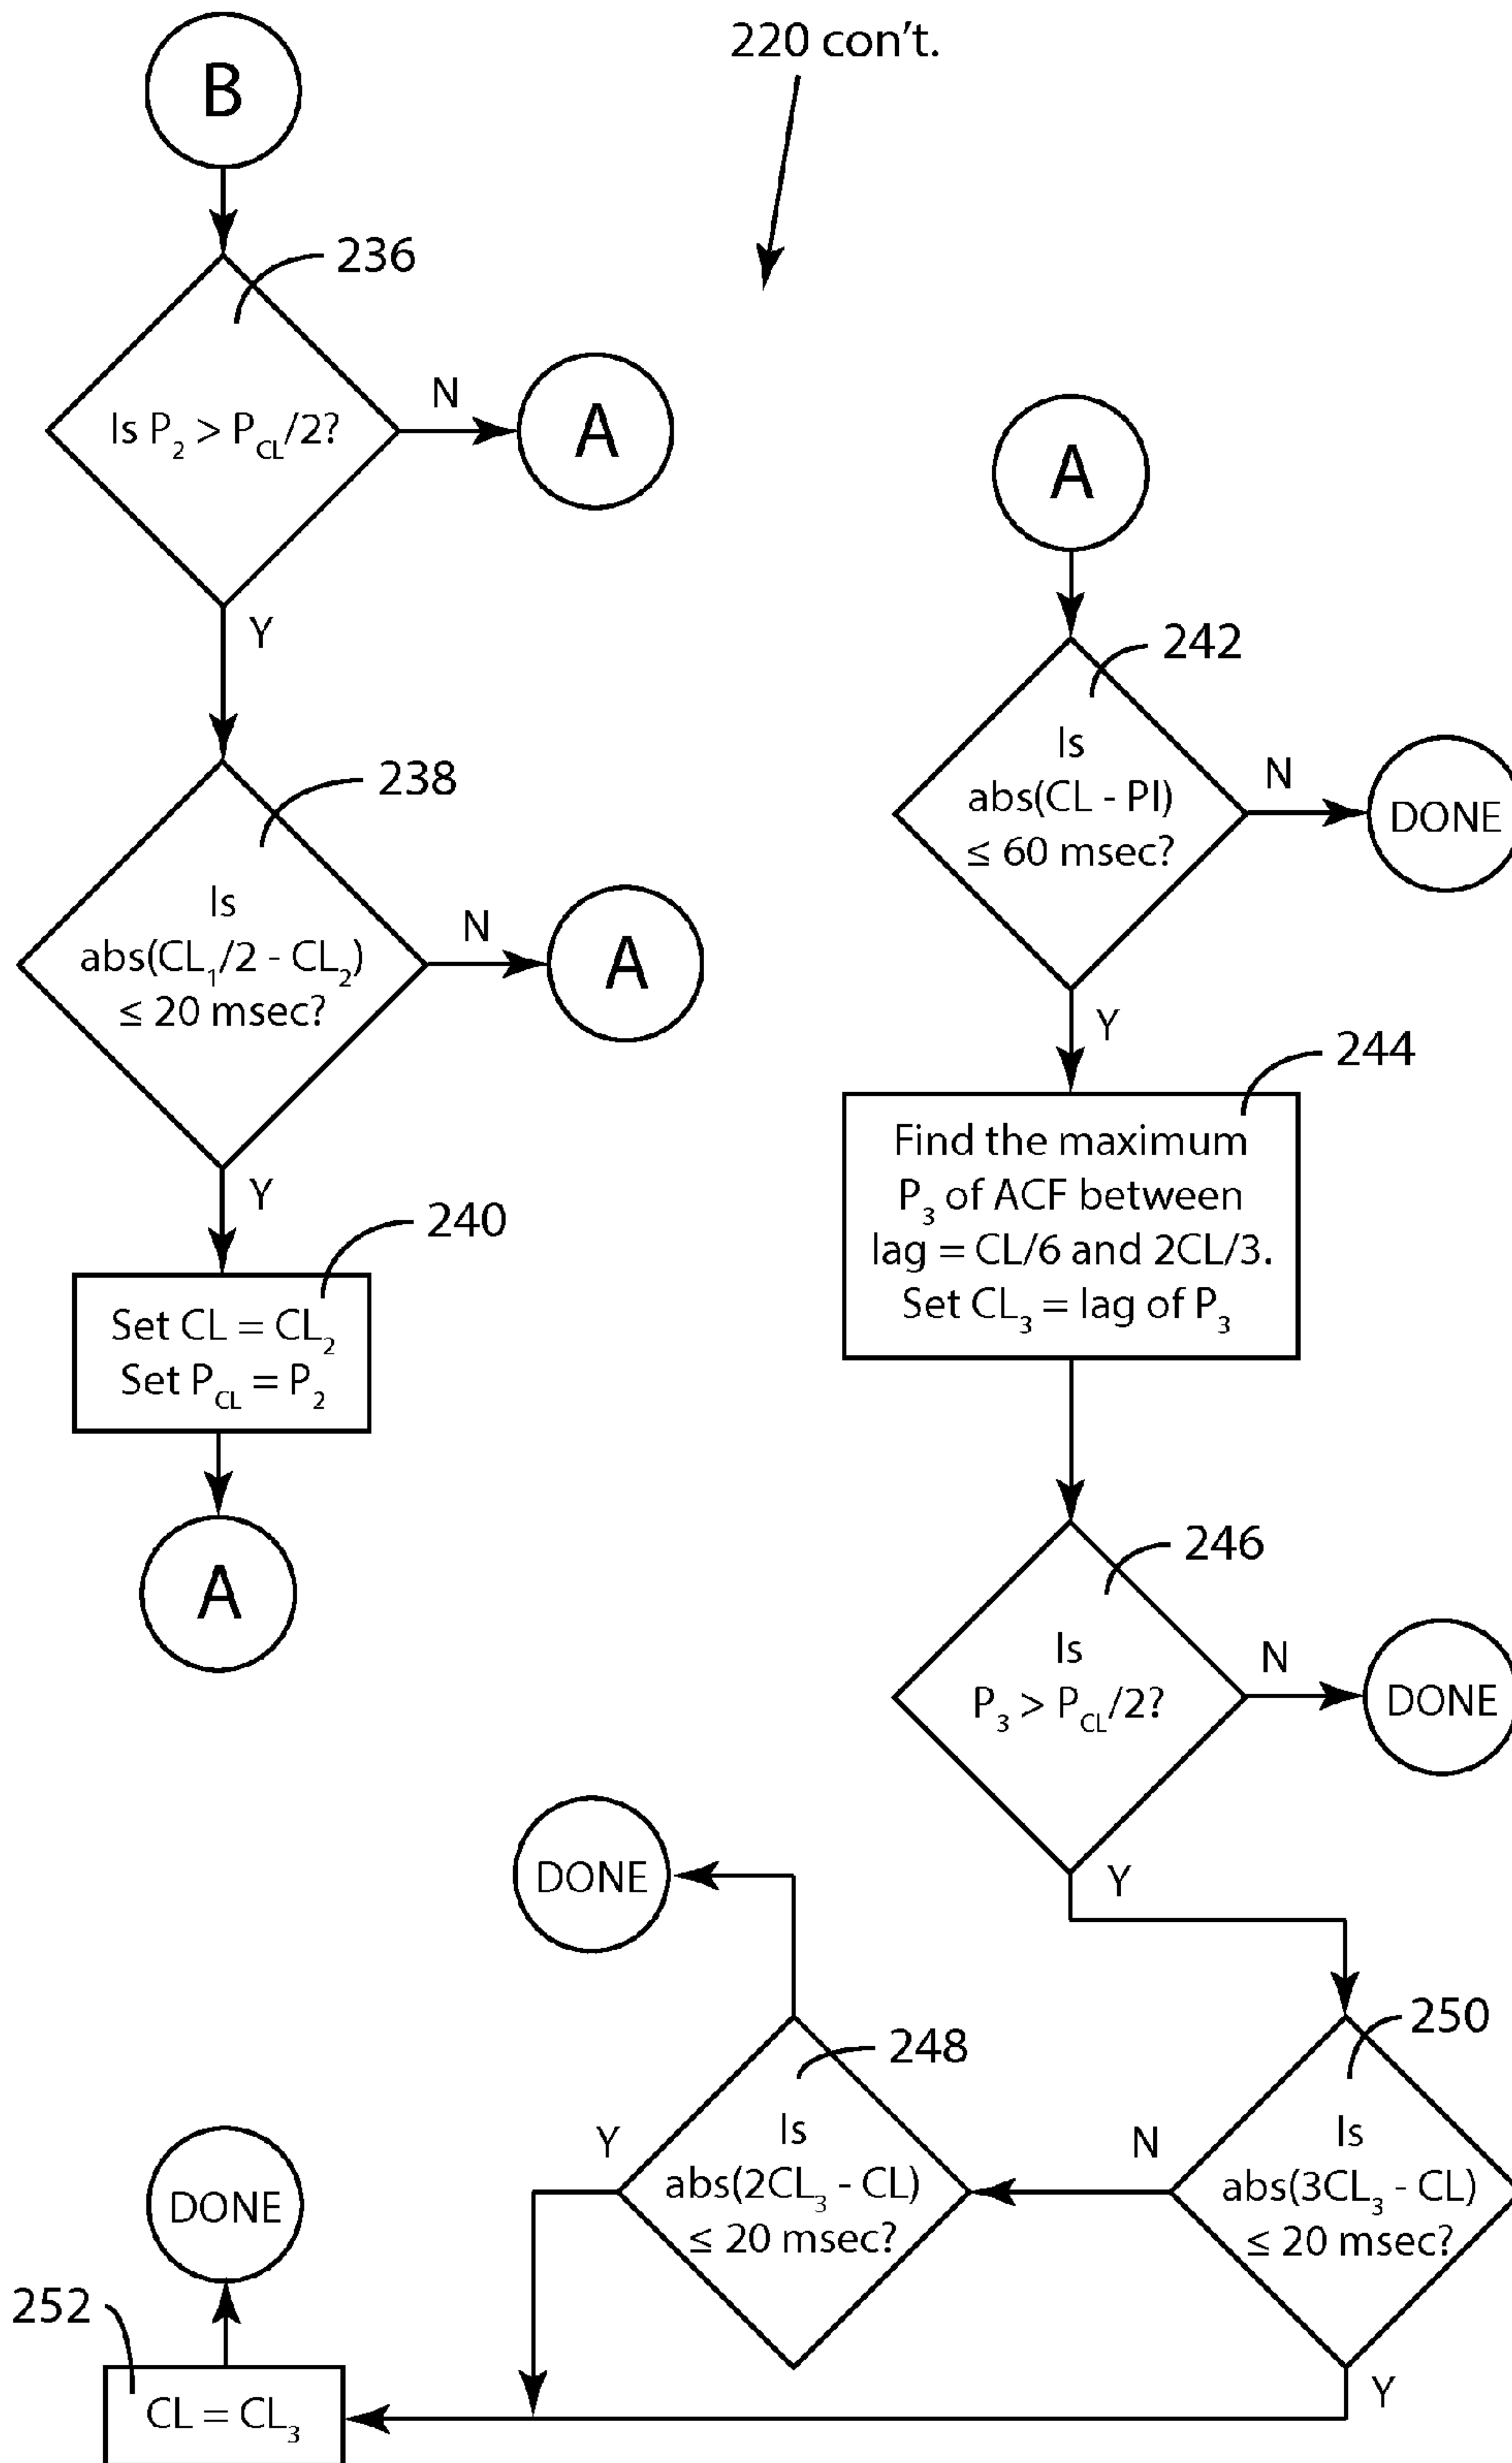 220 con't.
B
236
Is P₂ > P_CL/2?
N
A
Y
238
Is
abs(CL₁/2 - CL₂)
≤ 20 msec?
N
A
Y
240
Set CL = CL₂
Set P_CL = P₂
A
A
242
Is
abs(CL - PI)
≤ 60 msec?
N
DONE
Y
244
Find the maximum
P₃ of ACF between
lag = CL/6 and 2CL/3.
Set CL₃ = lag of P₃
246
Is
P₃ > P_CL/2?
N
DONE
Y
250
Is
abs(3CL₃ - CL)
≤ 20 msec?
N
Y
248
Is
abs(2CL₃ - CL)
≤ 20 msec?
Y
DONE
DONE
252
CL = CL₃